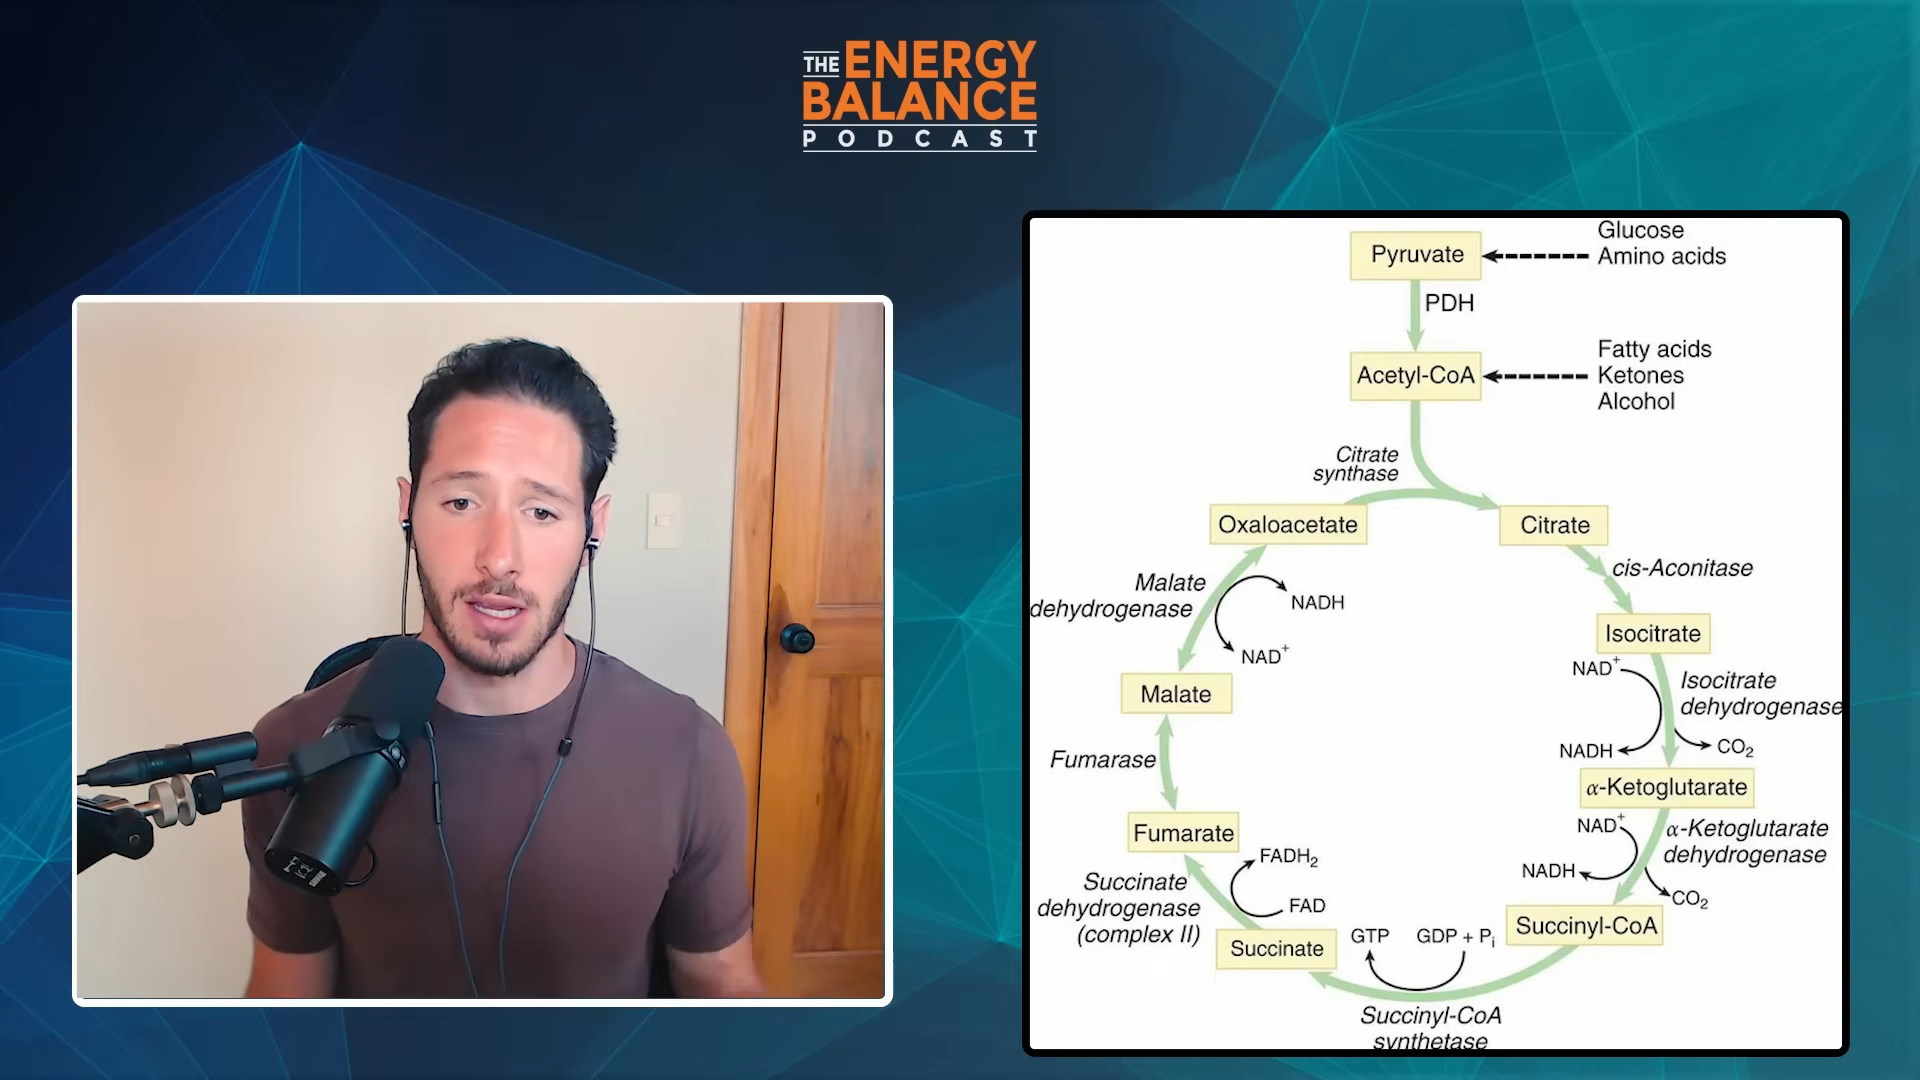 THE ENERGY
BALANCE
PODCAST
Glucose
Pyruvate
Amino acids
PDH
Fatty acids
Acetyl-CoA
Ketones
Alcohol
Citrate
synthase
Oxaloacetate
Citrate
cis-Aconitase
Malate
dehydrogenase
NADH
NAD+
Isocitrate
NAD+
Isocitrate
dehydrogenase
NADH
CO2
Malate
Fumarase
α-Ketoglutarate
NAD+
α-Ketoglutarate
dehydrogenase
NADH
CO2
Fumarate
FADH2
FAD
Succinate
dehydrogenase
(complex II)
Succinyl-CoA
GTP
GDP + Pi
Succinate
Succinyl-CoA
synthetase